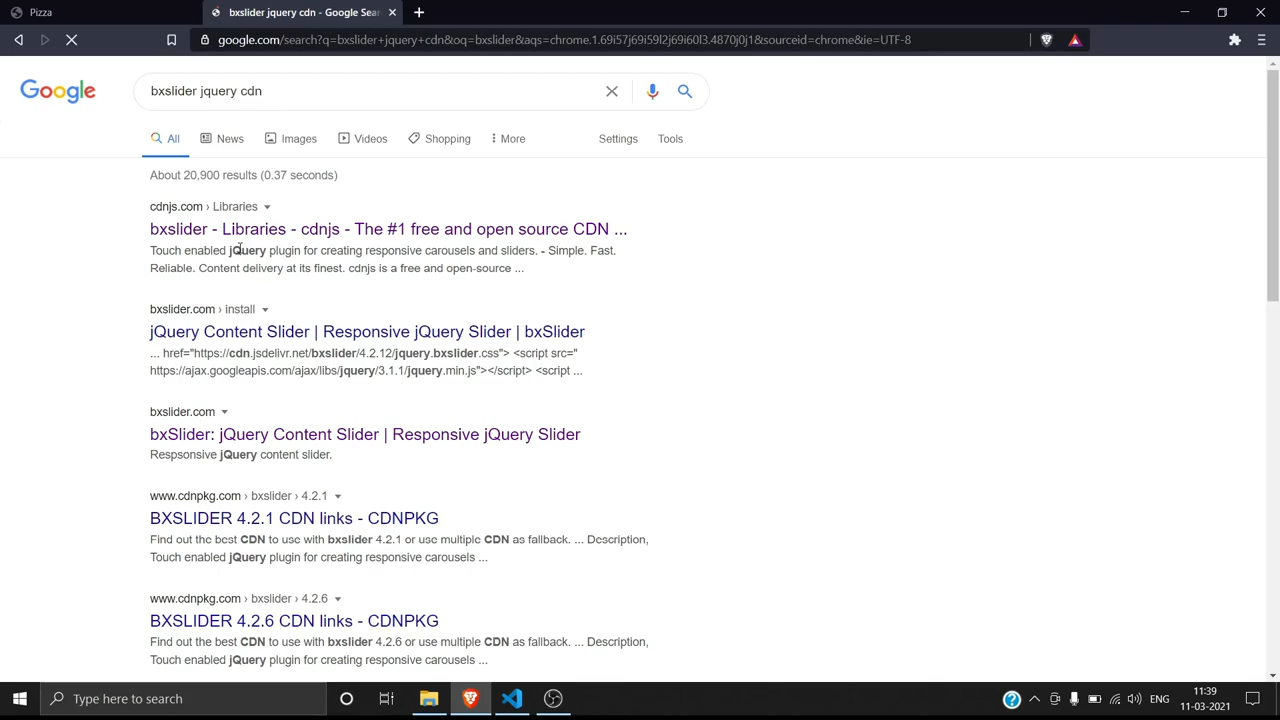 Pizza
bxslider jquery cdn - Google Sear
google.com/search?q=bxslider+jquery+cdn&oq=bxslider&aqs=chrome.1.69i57j69i59l2j69i60l3.4870j0j1&sourceid=chrome&ie=UTF-8
Google
bxslider jquery cdn
All
News
Images
Videos
Shopping
More
Settings
Tools
About 20,900 results (0.37 seconds)
cdnjs.com › Libraries
bxslider - Libraries - cdnjs - The #1 free and open source CDN ...
Touch enabled jQuery plugin for creating responsive carousels and sliders. - Simple. Fast.
Reliable. Content delivery at its finest. cdnjs is a free and open-source ...
bxslider.com › install
jQuery Content Slider | Responsive jQuery Slider | bxSlider
... href="https://cdn.jsdelivr.net/bxslider/4.2.12/jquery.bxslider.css"> <script src="
https://ajax.googleapis.com/ajax/libs/jquery/3.1.1/jquery.min.js"></script> <script ...
bxslider.com
bxSlider: jQuery Content Slider | Responsive jQuery Slider
Respsonsive jQuery content slider.
www.cdnpkg.com › bxslider › 4.2.1
BXSLIDER 4.2.1 CDN links - CDNPKG
Find out the best CDN to use with bxslider 4.2.1 or use multiple CDN as fallback. ... Description,
Touch enabled jQuery plugin for creating responsive carousels ...
www.cdnpkg.com › bxslider › 4.2.6
BXSLIDER 4.2.6 CDN links - CDNPKG
Find out the best CDN to use with bxslider 4.2.6 or use multiple CDN as fallback. ... Description,
Touch enabled jQuery plugin for creating responsive carousels ...
Type here to search
ENG
11:39
11-03-2021